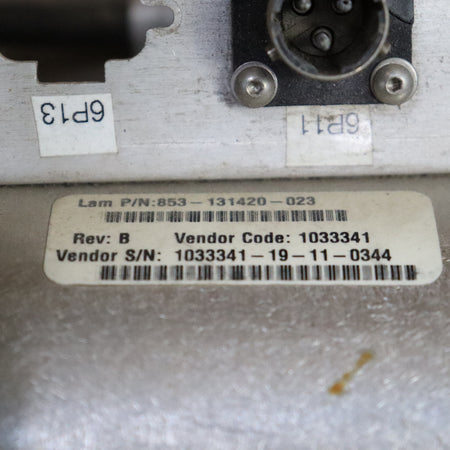 6P13
6P11
Lam P/N:853-131420-023
Rev: B Vendor Code: 1033341
Vendor S/N: 1033341-19-11-0344